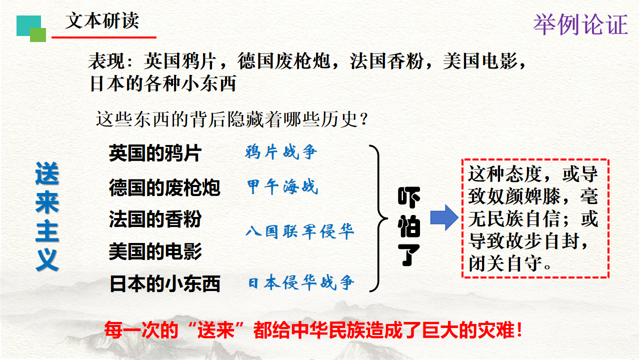 文本研读
举例论证
表现：英国鸦片，德国废枪炮，法国香粉，美国电影，
日本的各种小东西
这些东西的背后隐藏着哪些历史？
送来主义
英国的鸦片
鸦片战争
德国的废枪炮
甲午海战
法国的香粉
八国联军侵华
美国的电影
日本的小东西
日本侵华战争
吓怕了
这种态度，或导
致奴颜婢膝，毫
无民族自信；或
导致故步自封，
闭关自守。
每一次的“送来”都给中华民族造成了巨大的灾难！